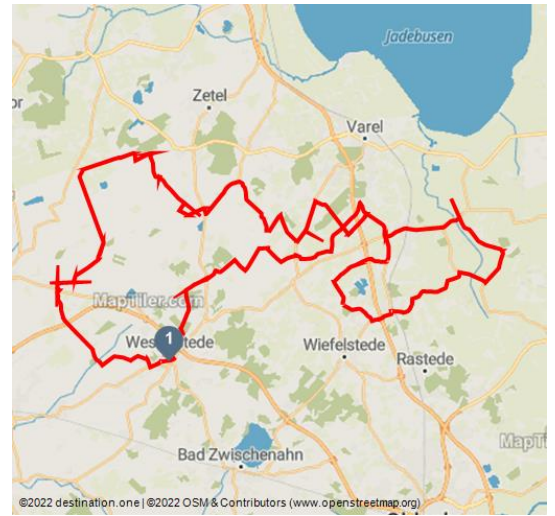 Jadebusen
Zetel
Varel
MapTiler.com
1
Wiefelstede
Rastede
Bad Zwischenahn
MapTi
©2022 destination.one | ©2022 OSM & Contributors (www.openstreetmap.org)